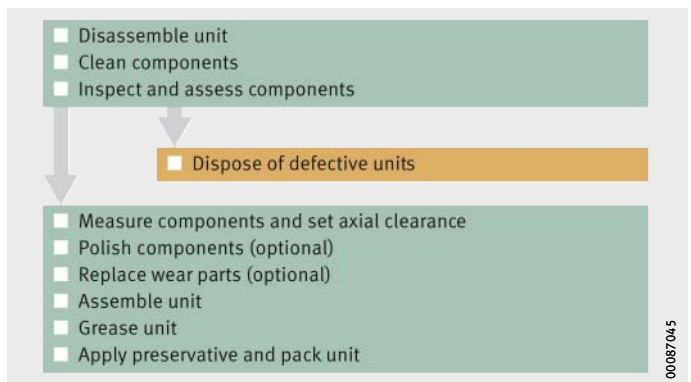 Disassemble unit
Clean components
Inspect and assess components
Dispose of defective units
Measure components and set axial clearance
Polish components (optional)
Replace wear parts (optional)
Assemble unit
Grease unit
Apply preservative and pack unit
00087045